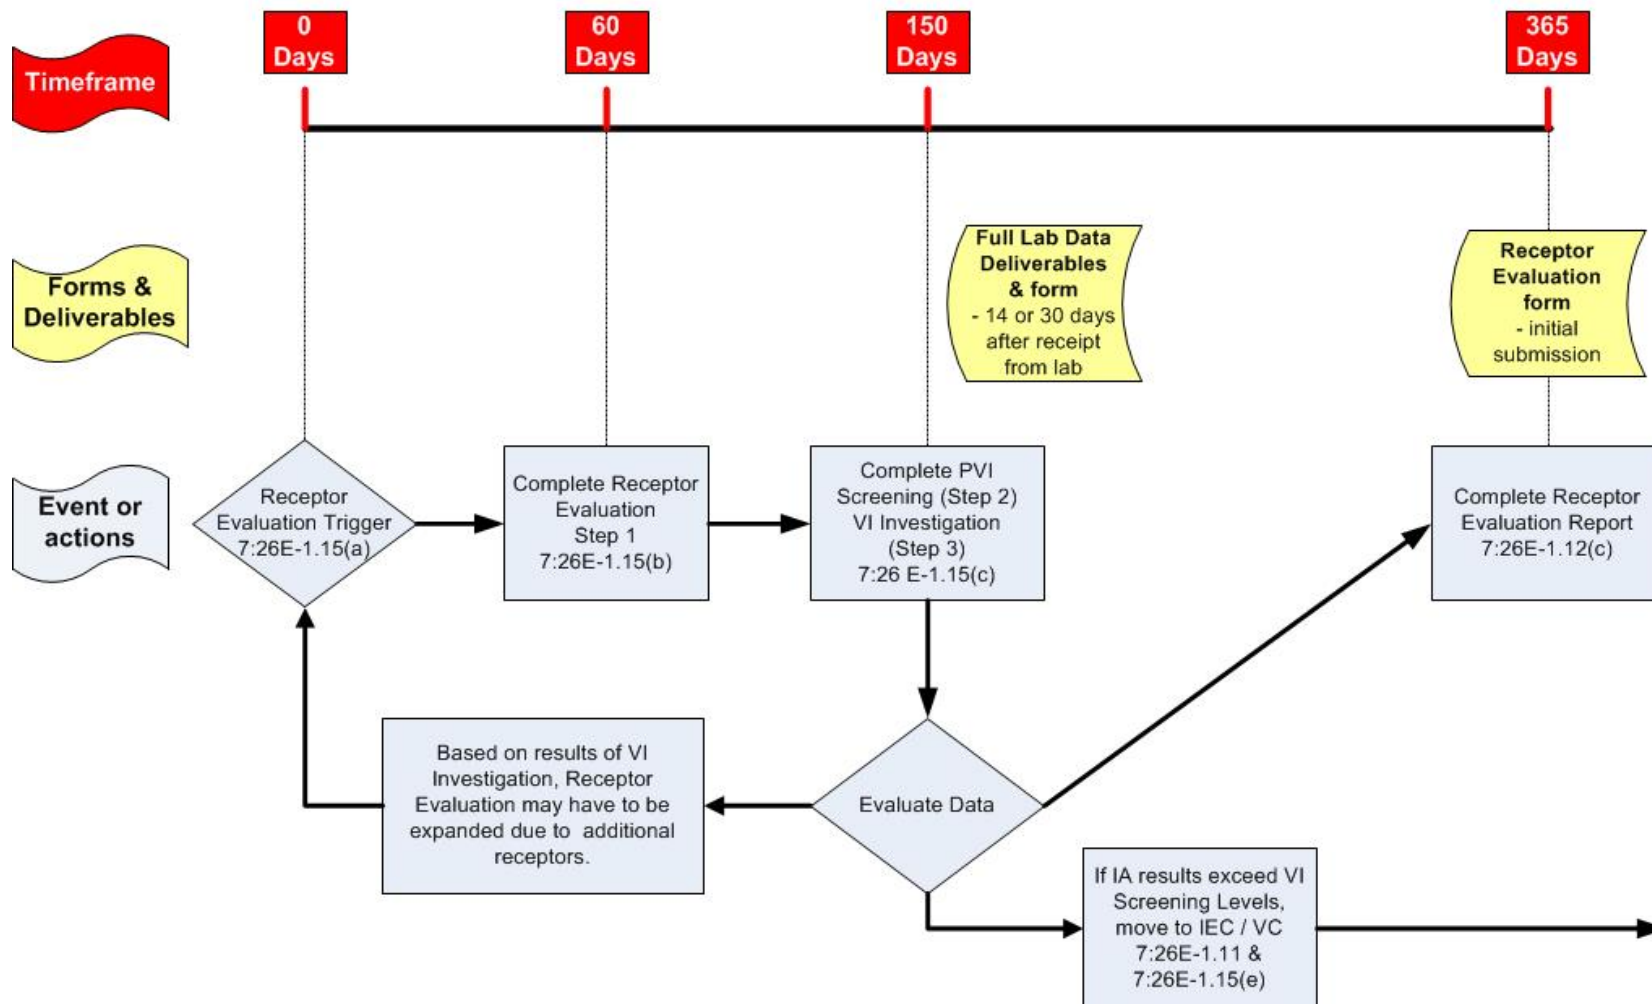 0
Days
60
Days
150
Days
365
Days
Timeframe
Forms &
Deliverables
Full Lab Data
Deliverables
& form
- 14 or 30 days
after receipt
from lab
Receptor
Evaluation
form
- initial
submission
Event or
actions
Receptor
Evaluation Trigger
7:26E-1.15(a)
Complete Receptor
Evaluation
Step 1
7:26E-1.15(b)
Complete PVI
Screening (Step 2)
VI Investigation
(Step 3)
7:26 E-1.15(c)
Complete Receptor
Evaluation Report
7:26E-1.12(c)
Based on results of VI
Investigation, Receptor
Evaluation may have to be
expanded due to  additional
receptors.
Evaluate Data
If IA results exceed VI
Screening Levels,
move to IEC / VC
7:26E-1.11 &
7:26E-1.15(e)